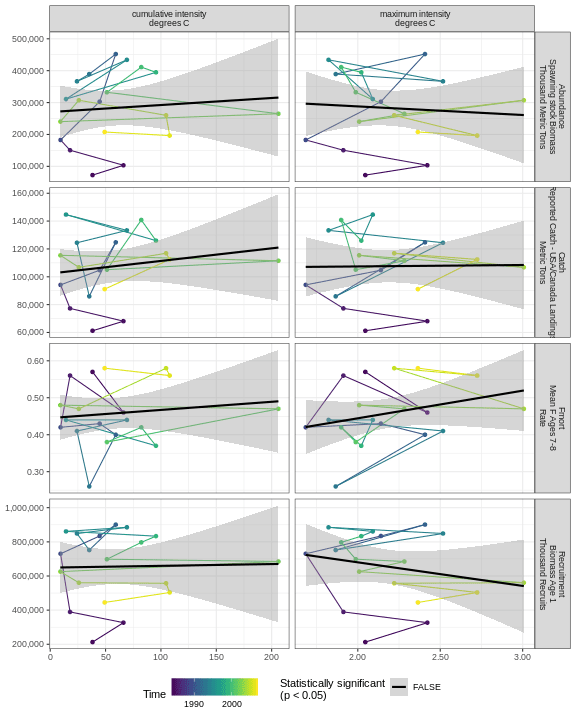 cumulative intensity
degrees C
maximum intensity
degrees C
500,000
400,000
300,000
200,000
100,000
Abundance
Spawning stock Biomass
Thousand Metric Tons
160,000
140,000
120,000
100,000
80,000
60,000
Catch
Reported Catch - USA/Canada Landings
Metric Tons
0.60
0.50
0.40
0.30
Fmort
Mean F Ages 7-8
Rate
1,000,000
800,000
600,000
400,000
200,000
Recruitment
Biomass Age 1
Thousand Recruits
0 50 100 150 200
2.00 2.50 3.00
Time
1990 2000
Statistically significant
(p < 0.05)
FALSE